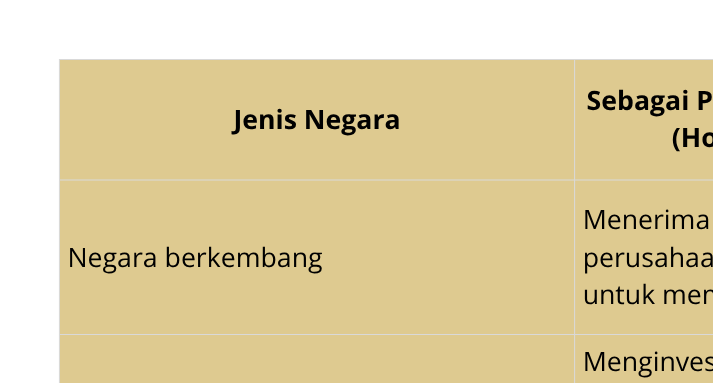 Jenis Negara
Sebagai
(Ho
Negara berkembang
Menerima
perusahaa
untuk men
Menginves